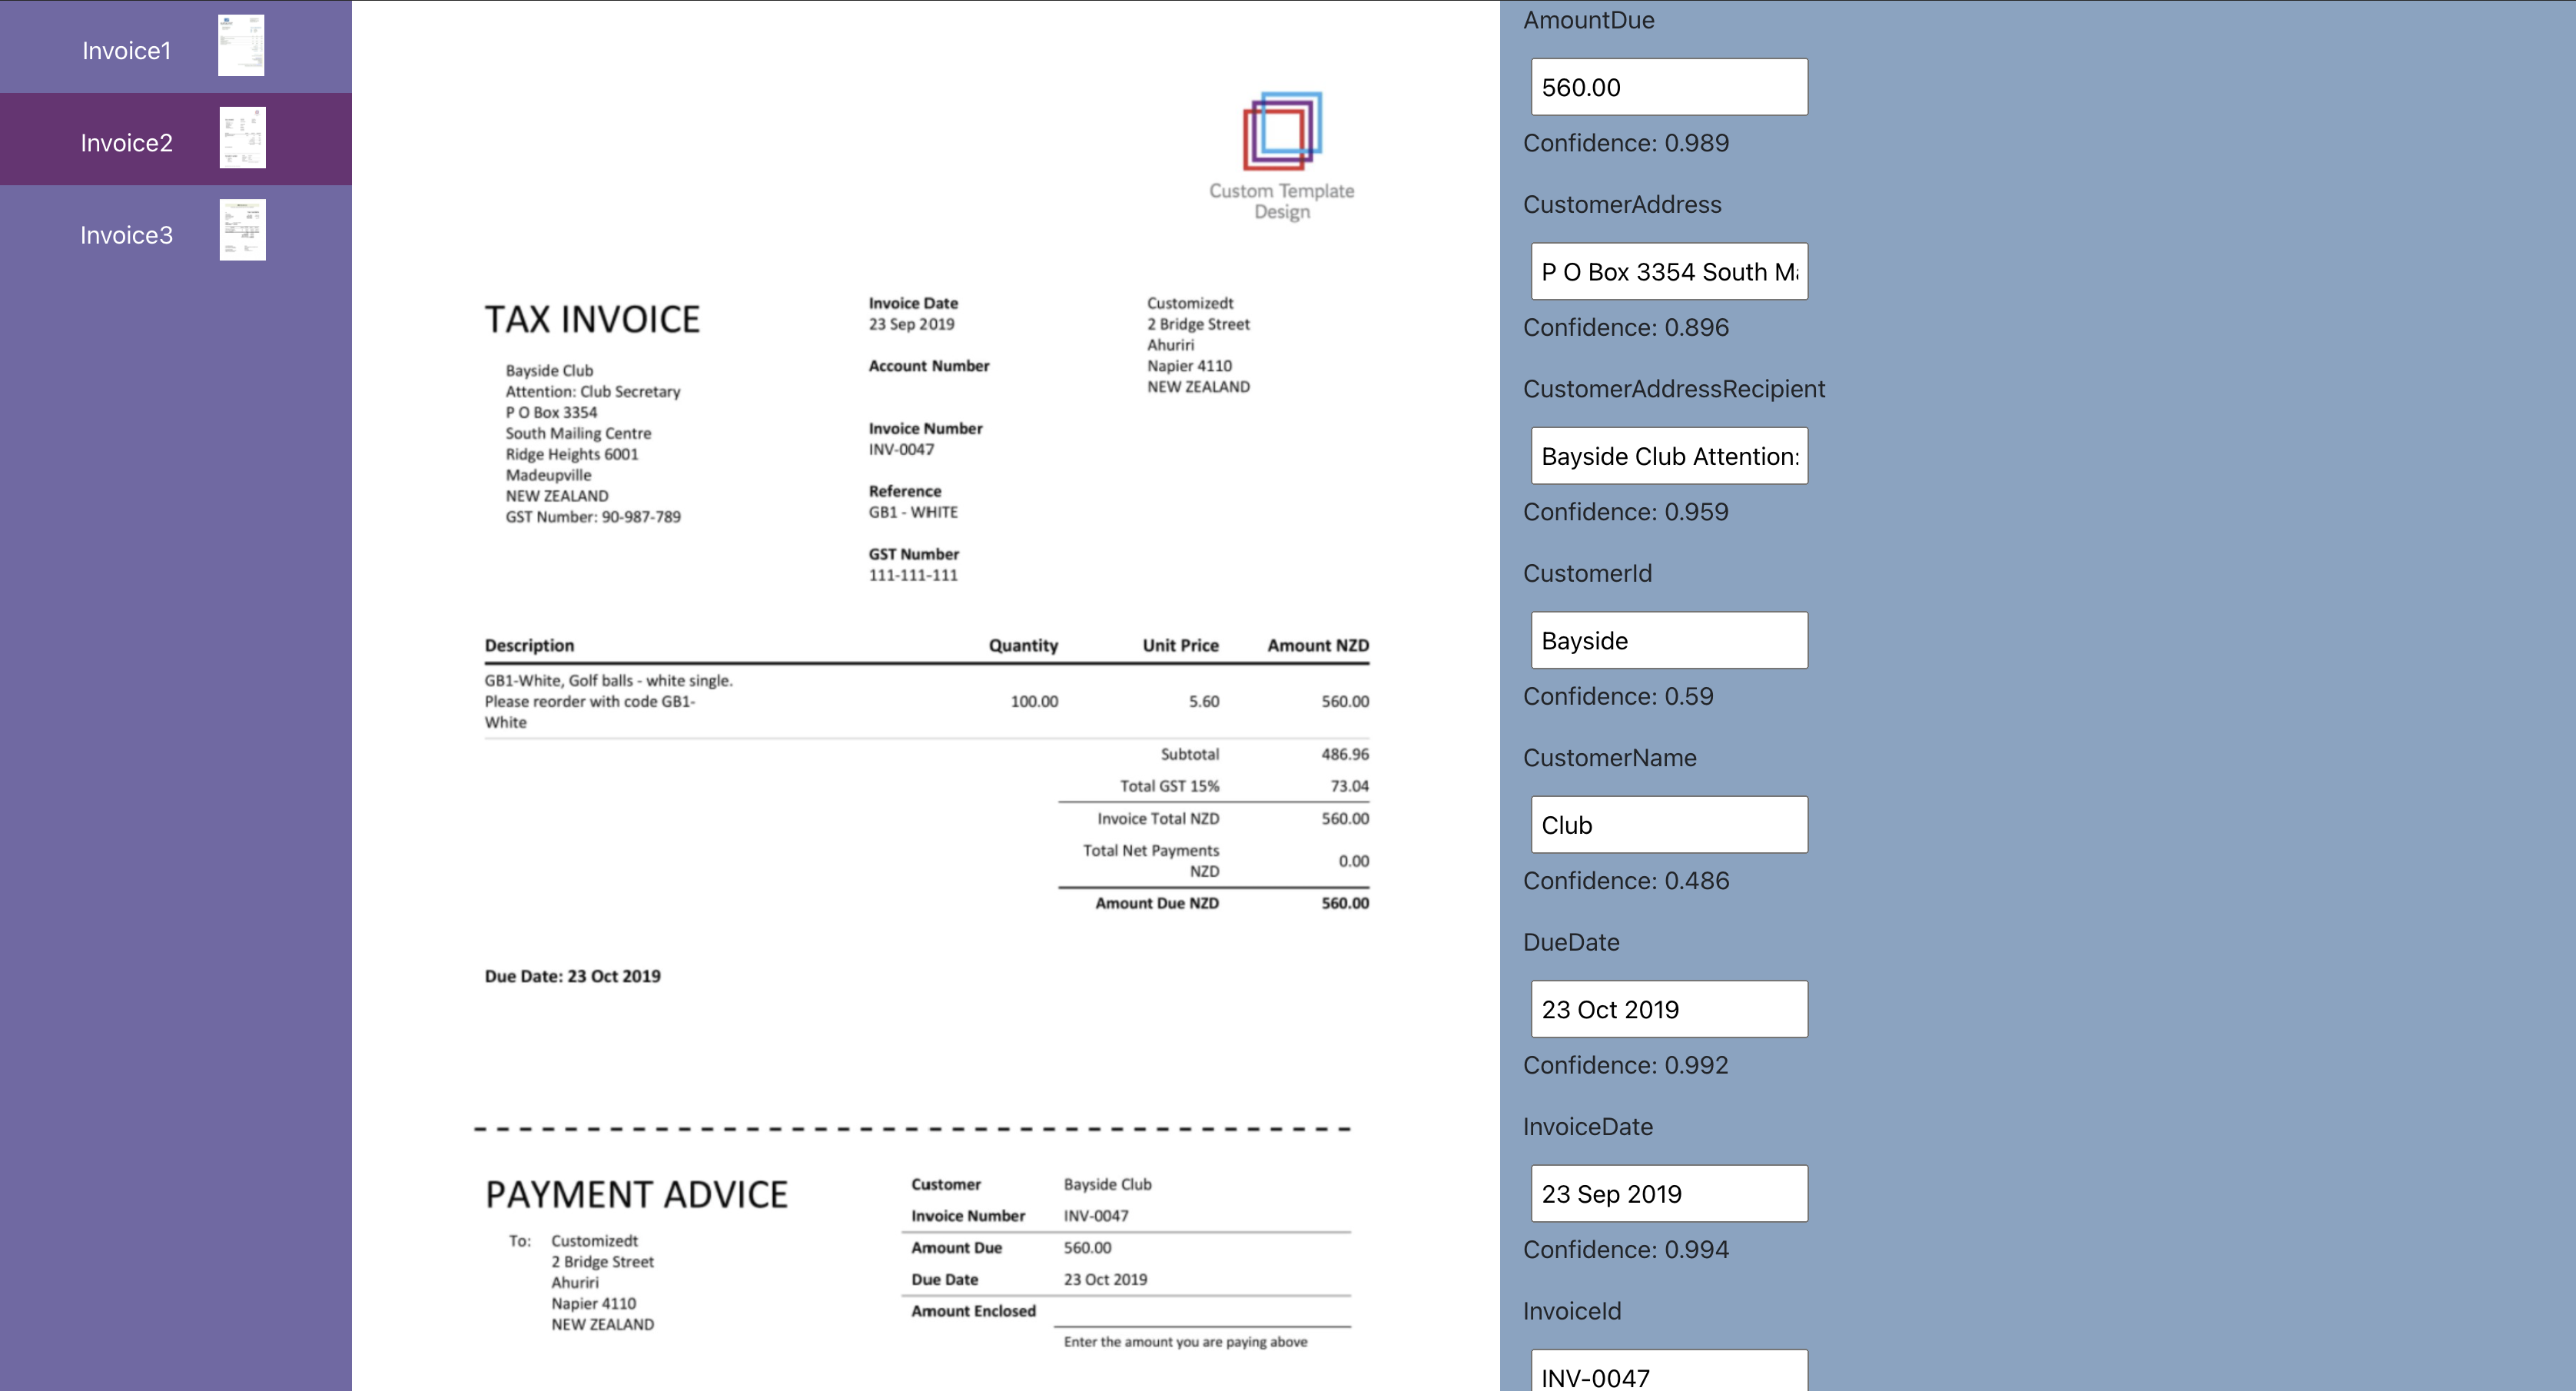 Invoice1
Invoice2
Invoice3
Custom Template
Design
TAX INVOICE
Bayside Club
Attention: Club Secretary
P O Box 3354
South Mailing Centre
Ridge Heights 6001
Madeupville
NEW ZEALAND
GST Number: 90-987-789
Invoice Date
23 Sep 2019
Account Number
Invoice Number
INV-0047
Reference
GB1 - WHITE
GST Number
111-111-111
Customizedt
2 Bridge Street
Ahuriri
Napier 4110
NEW ZEALAND
Description Quantity Unit Price Amount NZD
GB1-White, Golf balls - white single.
Please reorder with code GB1- 100.00 5.60 560.00
White
Subtotal 486.96
Total GST 15% 73.04
Invoice Total NZD 560.00
Total Net Payments
NZD 0.00
Amount Due NZD 560.00
Due Date: 23 Oct 2019
PAYMENT ADVICE
To: Customizedt
2 Bridge Street
Ahuriri
Napier 4110
NEW ZEALAND
Customer Bayside Club
Invoice Number INV-0047
Amount Due 560.00
Due Date 23 Oct 2019
Amount Enclosed
Enter the amount you are paying above
AmountDue
560.00
Confidence: 0.989
CustomerAddress
P O Box 3354 South
Confidence: 0.896
CustomerAddressRecipient
Bayside Club Attention:
Confidence: 0.959
CustomerId
Bayside
Confidence: 0.59
CustomerName
Club
Confidence: 0.486
DueDate
23 Oct 2019
Confidence: 0.992
InvoiceDate
23 Sep 2019
Confidence: 0.994
InvoiceId
INV-0047